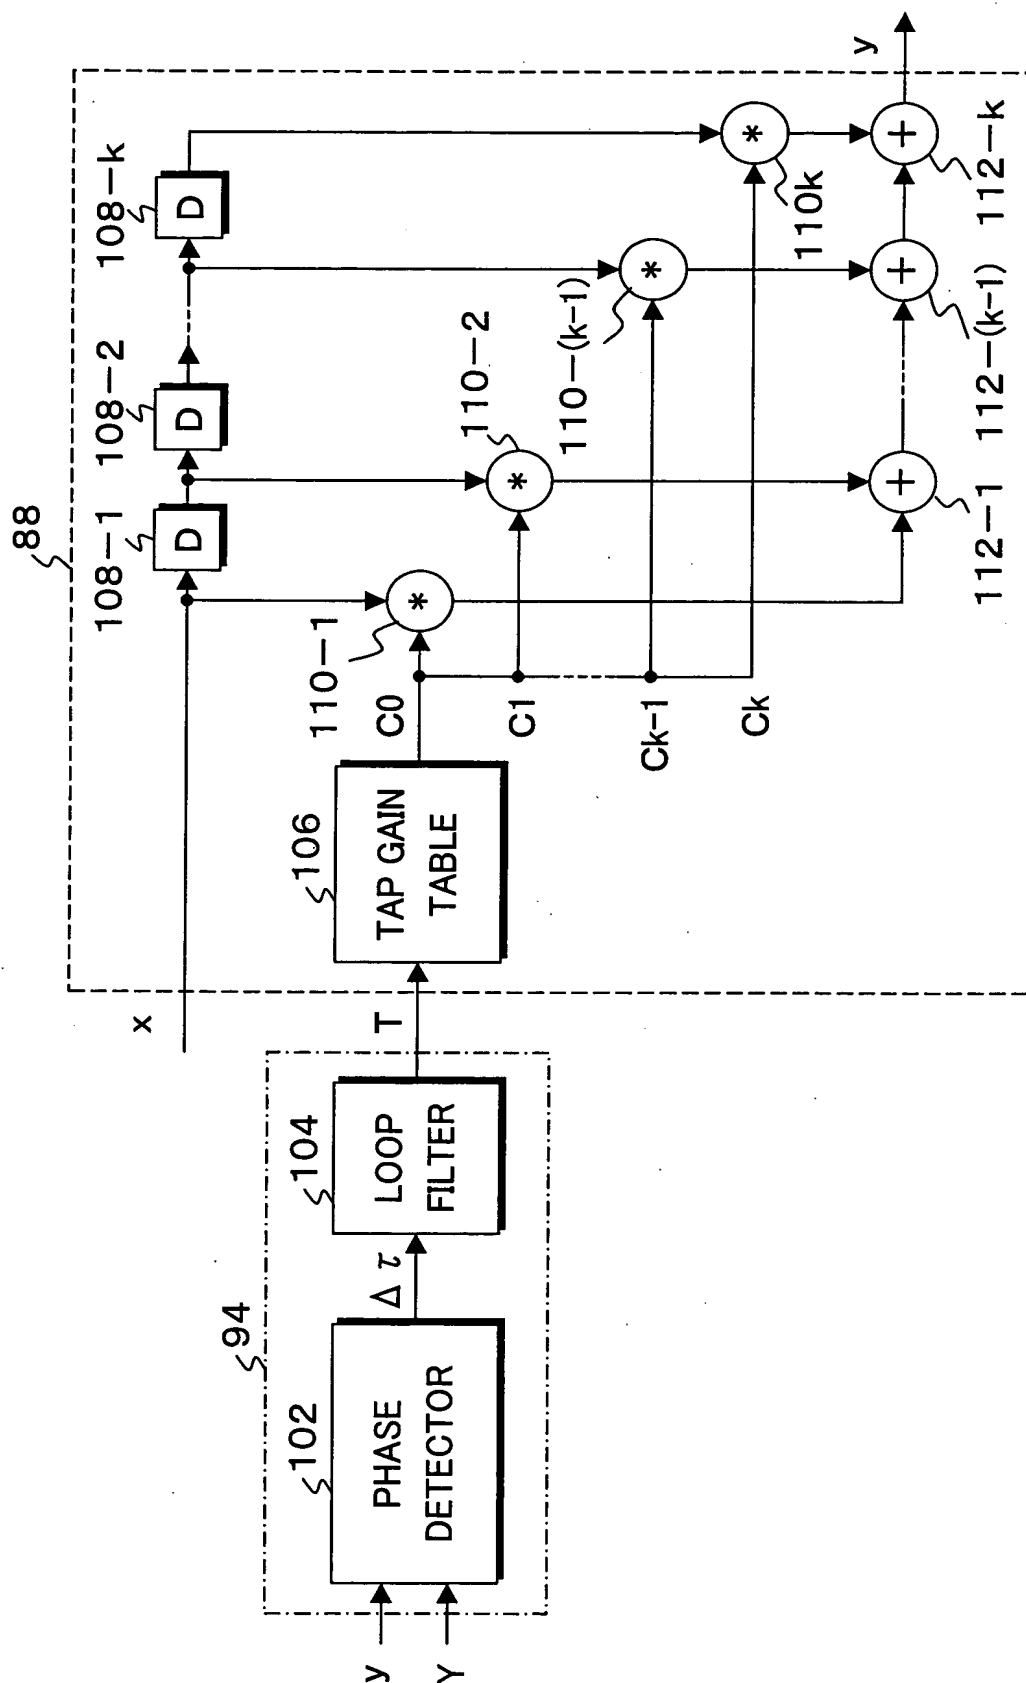 88
108-1
108-2
108-k
D
D
D
x
y
94
102
104
106
PHASE
DETECTOR
Δτ
LOOP
FILTER
T
TAP GAIN
TABLE
y
Y
C0
C1
Ck-1
Ck
110-1
110-2
110-(k-1)
110k
*
*
*
*
+
+
+
112-1
112-(k-1)
112-k